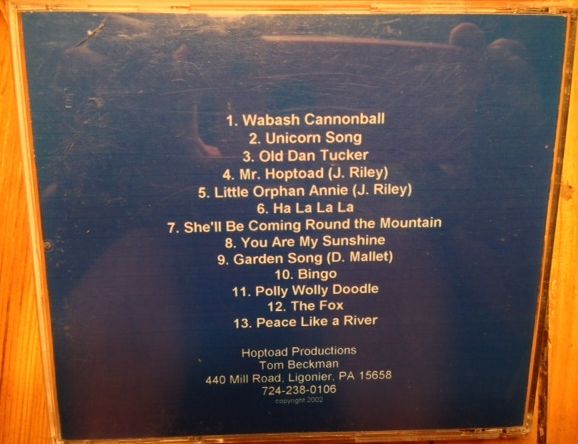 1. Wabash Cannonball
2. Unicorn Song
3. Old Dan Tucker
4. Mr. Hoptoad (J. Riley)
5. Little Orphan Annie (J. Riley)
6. Ha La La La
7. She'll Be Coming Round the Mountain
8. You Are My Sunshine
9. Garden Song (D. Mallet)
10. Bingo
11. Polly Wolly Doodle
12. The Fox
13. Peace Like a River
Hoptoad Productions
Tom Beckman
440 Mill Road, Ligonier, PA 15658
724-238-0106
copyright 2002